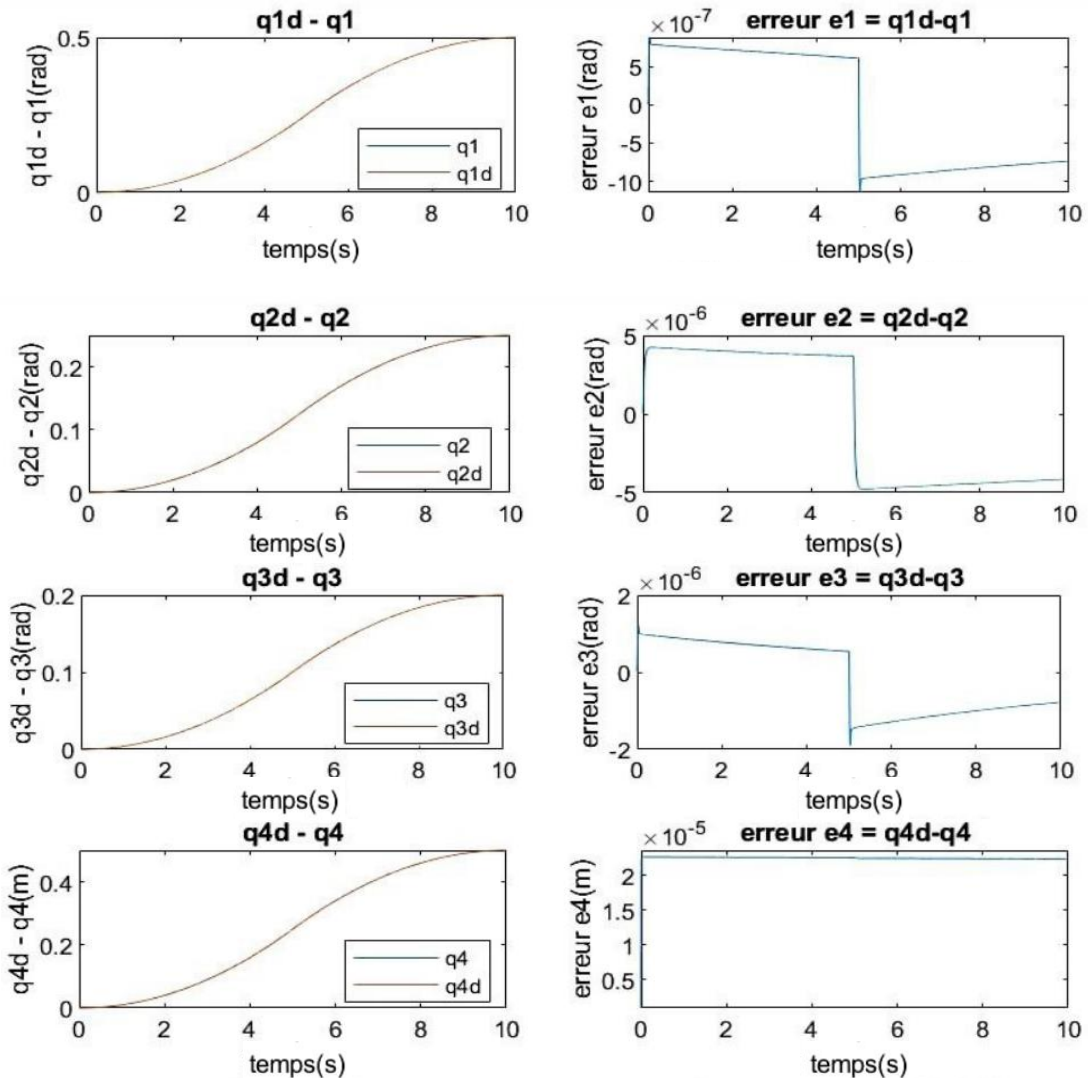 q1d - q1
q1d - q1(rad)
0.5
0
q1
q1d
0 2 4 6 8 10
temps(s)
erreur e1 = q1d-q1
× 10-7
erreur e1(rad)
5
0
-5
-10
0 2 4 6 8 10
temps(s)
q2d - q2
q2d - q2(rad)
0.2
0.1
0
q2
q2d
0 2 4 6 8 10
temps(s)
erreur e2 = q2d-q2
× 10-6
erreur e2(rad)
5
0
-5
0 2 4 6 8 10
temps(s)
q3d - q3
q3d - q3(rad)
0.2
0.1
0
q3
q3d
0 2 4 6 8 10
temps(s)
erreur e3 = q3d-q3
× 10-6
erreur e3(rad)
2
0
-2
0 2 4 6 8 10
temps(s)
q4d - q4
q4d - q4(m)
0.4
0.2
0
q4
q4d
0 2 4 6 8 10
temps(s)
erreur e4 = q4d-q4
× 10-5
erreur e4(m)
2
1.5
1
0.5
0 2 4 6 8 10
temps(s)